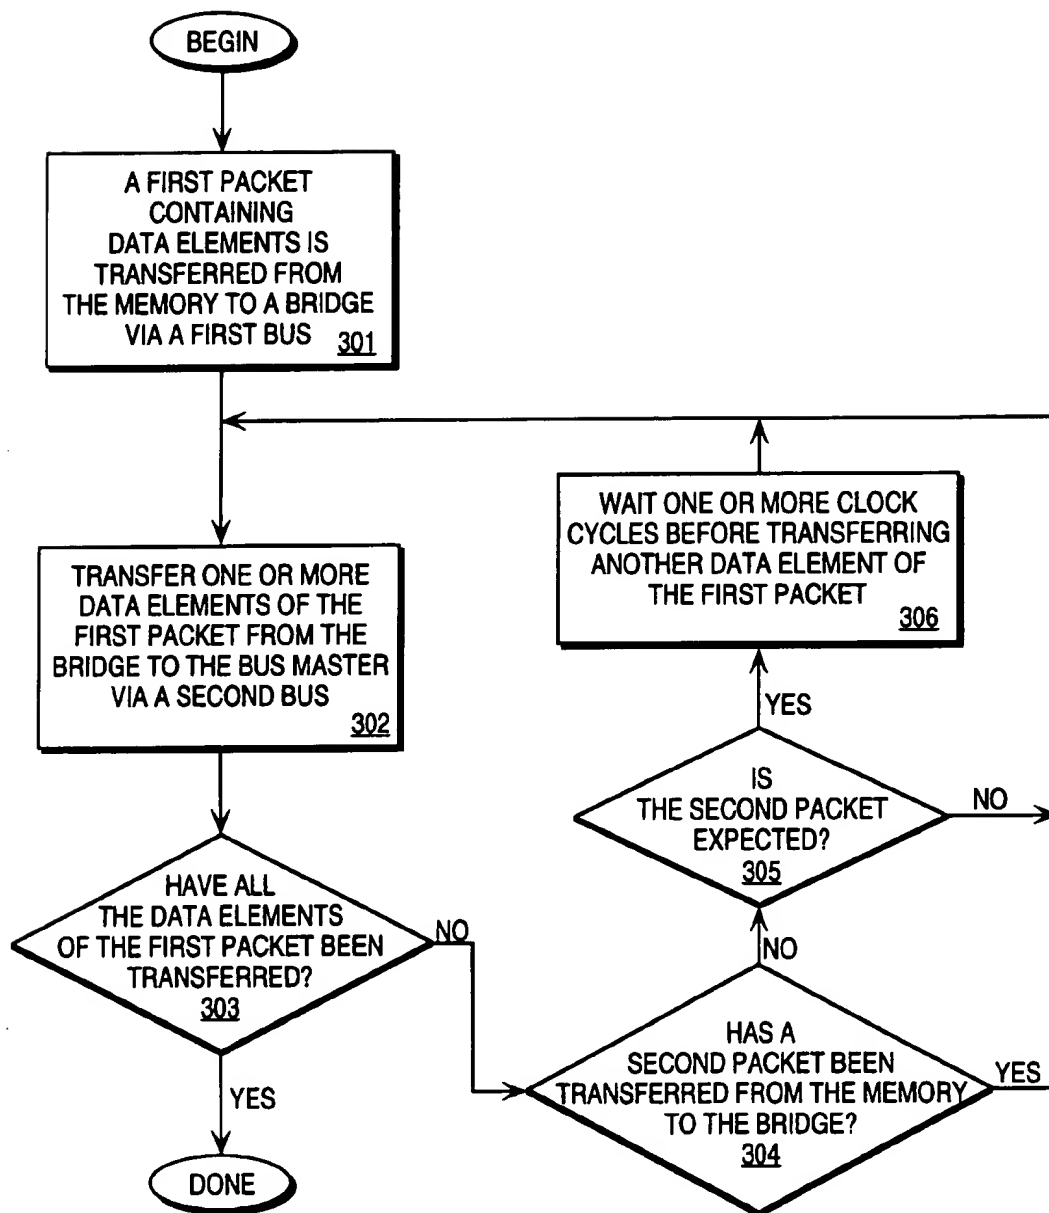 BEGIN
A FIRST PACKET
CONTAINING
DATA ELEMENTS IS
TRANSFERRED FROM
THE MEMORY TO A BRIDGE
VIA A FIRST BUS
301
TRANSFER ONE OR MORE
DATA ELEMENTS OF THE
FIRST PACKET FROM THE
BRIDGE TO THE BUS MASTER
VIA A SECOND BUS
302
HAVE ALL
THE DATA ELEMENTS
OF THE FIRST PACKET BEEN
TRANSFERRED?
303
NO
YES
DONE
HAS A
SECOND PACKET BEEN
TRANSFERRED FROM THE MEMORY
TO THE BRIDGE?
304
YES
NO
IS
THE SECOND PACKET
EXPECTED?
305
NO
YES
WAIT ONE OR MORE CLOCK
CYCLES BEFORE TRANSFERRING
ANOTHER DATA ELEMENT OF
THE FIRST PACKET
306